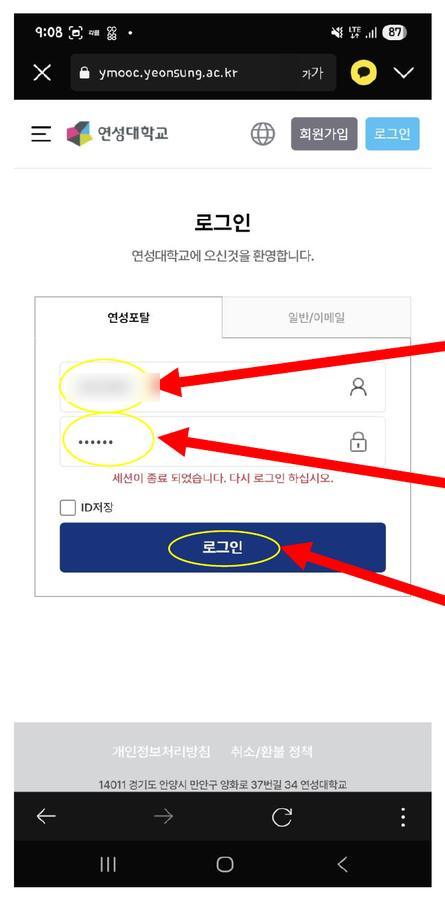 9:08
LTE
87
ymooc.yeonsung.ac.kr 가가
연성대학교 회원가입 로그인
로그인
연성대학교에 오신것을 환영합니다.
연성포탈 일반/이메일
••••••
세션이 종료 되었습니다. 다시 로그인 하십시오.
ID저장
로그인
개인정보처리방침 취소/환불 정책
14011 경기도 안양시 만안구 양화로 37번길 34 연성대학교